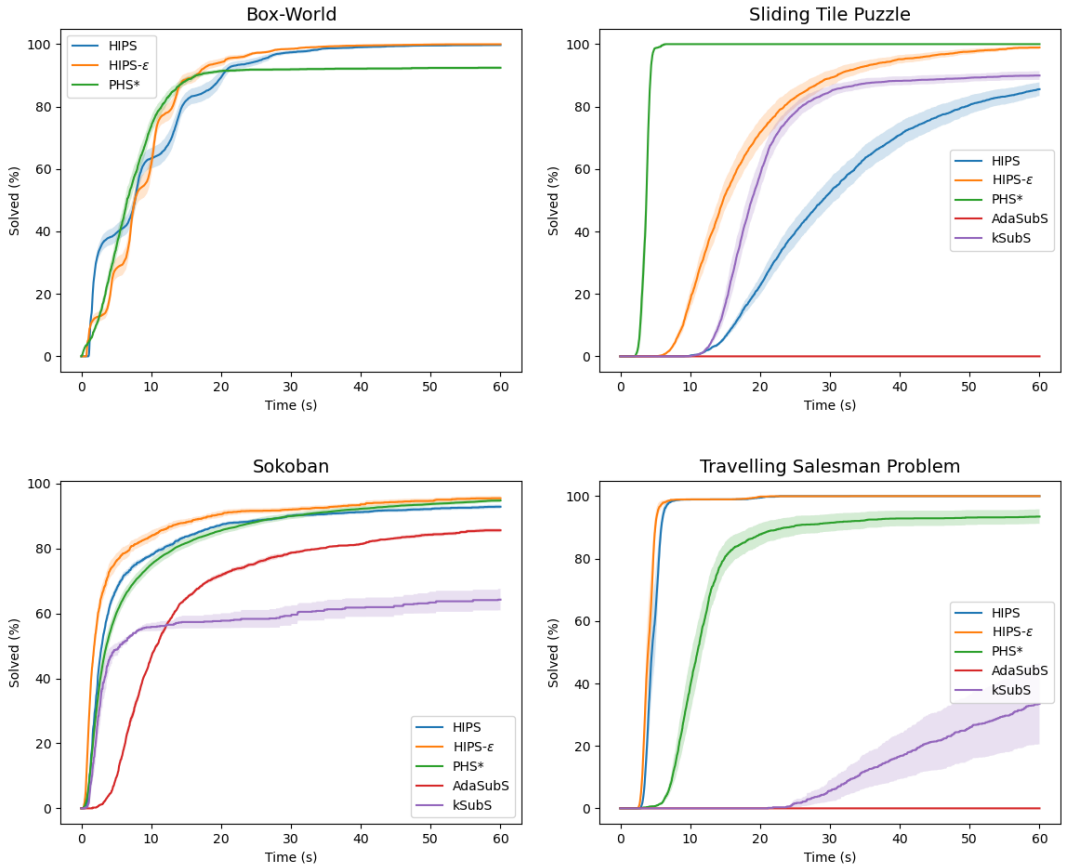 Box-World
Solved (%)
100
80
60
40
20
0
HIPS
HIPS-ε
PHS*
0 10 20 30 40 50 60
Time (s)
Sliding Tile Puzzle
Solved (%)
100
80
60
40
20
0
HIPS
HIPS-ε
PHS*
AdaSubS
kSubS
0 10 20 30 40 50 60
Time (s)
Sokoban
Solved (%)
100
80
60
40
20
0
HIPS
HIPS-ε
PHS*
AdaSubS
kSubS
0 10 20 30 40 50 60
Time (s)
Travelling Salesman Problem
Solved (%)
100
80
60
40
20
0
HIPS
HIPS-ε
PHS*
AdaSubS
kSubS
0 10 20 30 40 50 60
Time (s)